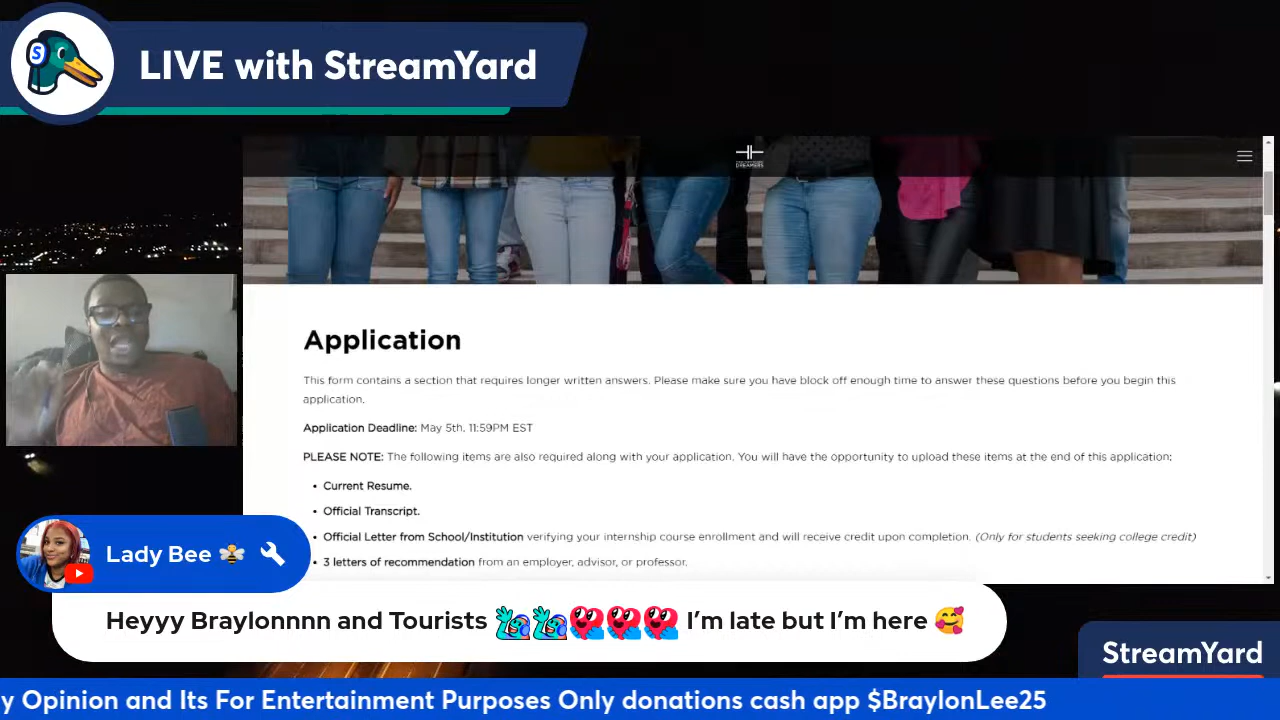 S
LIVE with StreamYard
DREAMERS
Application
This form contains a section that requires longer written answers. Please make sure you have block off enough time to answer these questions before you begin this
application.
Application Deadline: May 5th, 11:59PM EST
PLEASE NOTE: The following items are also required along with your application. You will have the opportunity to upload these items at the end of this application:
• Current Resume.
• Official Transcript.
• Official Letter from School/Institution verifying your internship course enrollment and will receive credit upon completion. (Only for students seeking college credit)
• 3 letters of recommendation from an employer, advisor, or professor.
Lady Bee 🐝
Heyyy Braylonnnn and Tourists I’m late but I’m here 🥰
StreamYard
y Opinion and Its For Entertainment Purposes Only donations cash app $BraylonLee25